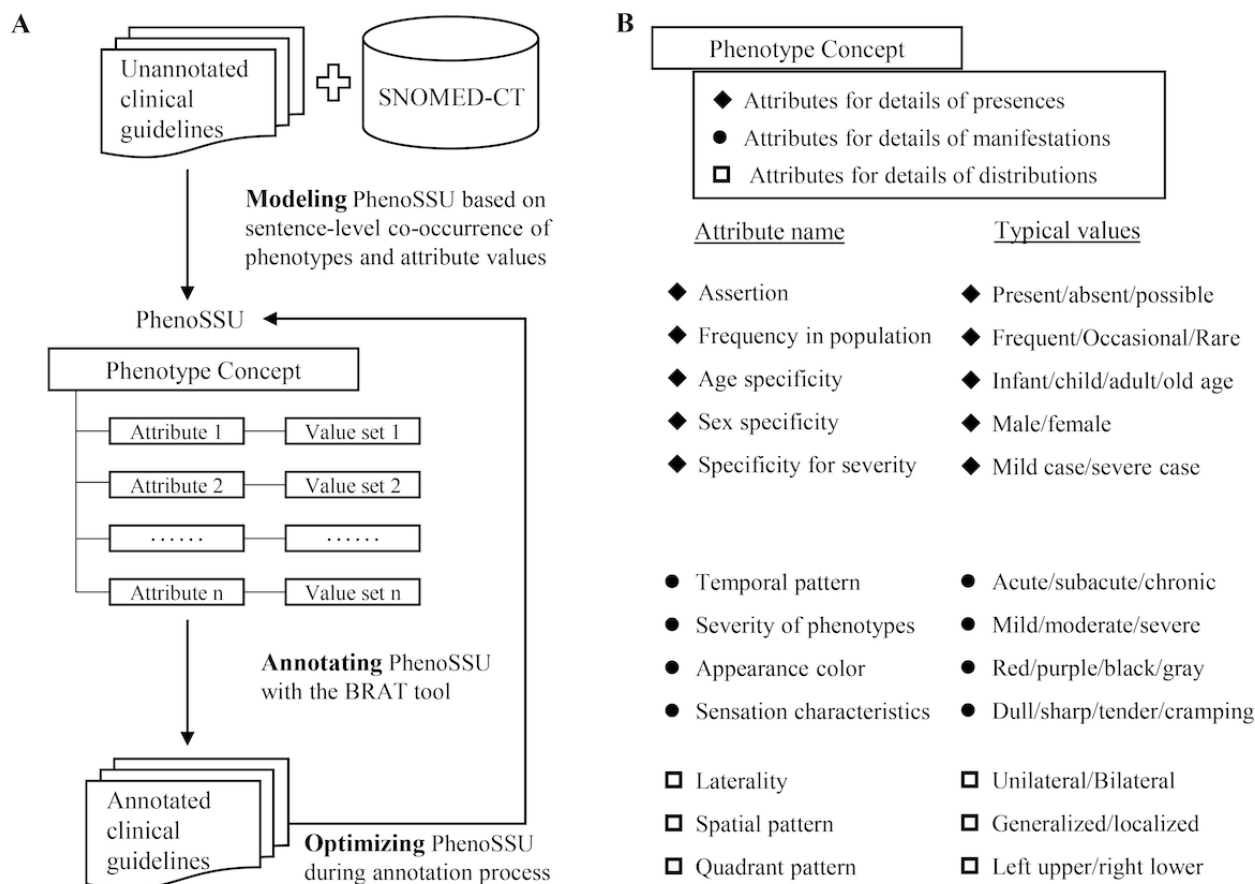 A
Unannotated
clinical
guidelines
SNOMED-CT
Modeling PhenoSSU based on
sentence-level co-occurrence of
phenotypes and attribute values
PhenoSSU
Phenotype Concept
Attribute 1 Value set 1
Attribute 2 Value set 2
...... ......
Attribute n Value set n
Annotating PhenoSSU
with the BRAT tool
Annotated
clinical
guidelines
Optimizing PhenoSSU
during annotation process
B
Phenotype Concept
Attributes for details of presences
Attributes for details of manifestations
Attributes for details of distributions
Attribute name Typical values
Assertion Present/absent/possible
Frequency in population Frequent/Occasional/Rare
Age specificity Infant/child/adult/old age
Sex specificity Male/female
Specificity for severity Mild case/severe case
Temporal pattern Acute/subacute/chronic
Severity of phenotypes Mild/moderate/severe
Appearance color Red/purple/black/gray
Sensation characteristics Dull/sharp/tender/cramping
Laterality Unilateral/Bilateral
Spatial pattern Generalized/localized
Quadrant pattern Left upper/right lower